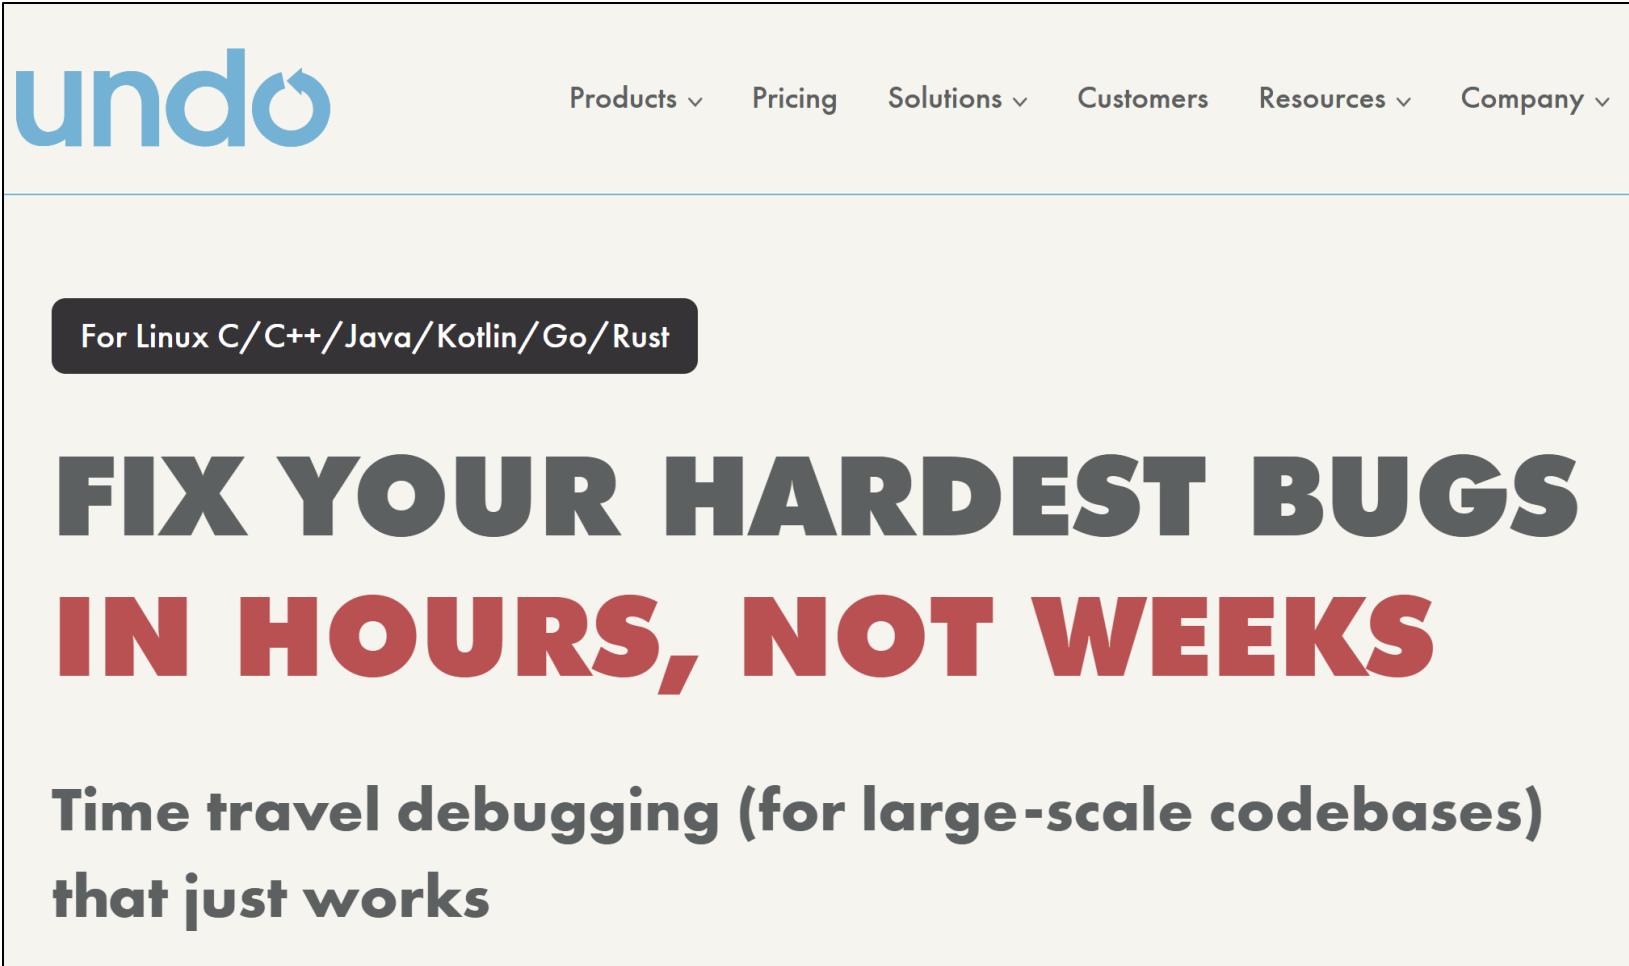 undo
Products Pricing Solutions Customers Resources Company
For Linux C/C++/Java/Kotlin/Go/Rust
FIX YOUR HARDEST BUGS
IN HOURS, NOT WEEKS
Time travel debugging (for large-scale codebases)
that just works